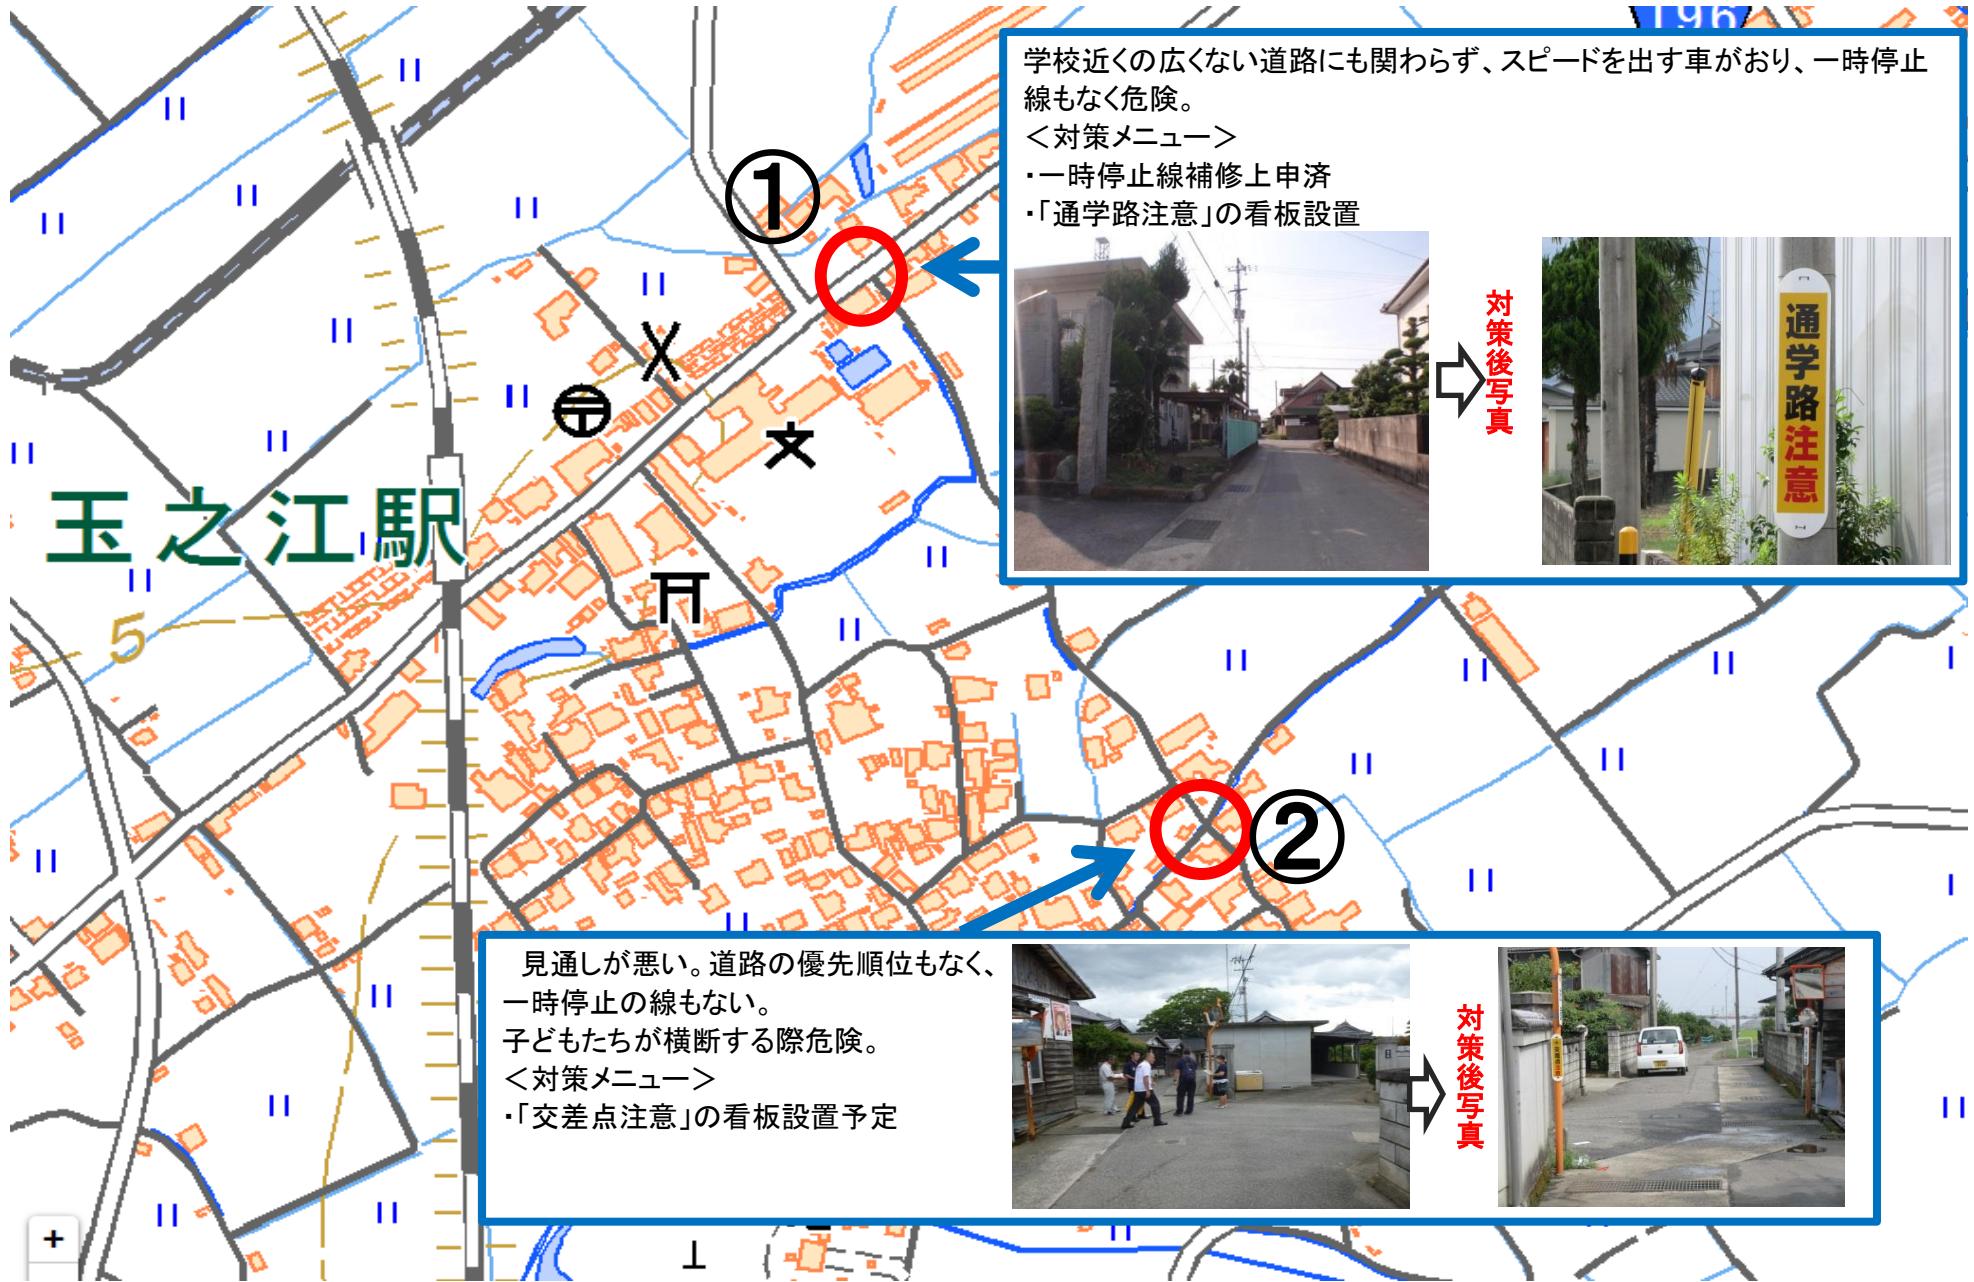 196
学校近くの広くない道路にも関わらず、スピードを出す車がおり、一時停止
線もなく危険。
＜対策メニュー＞
・一時停止線補修上申済
・「通学路注意」の看板設置
対策後写真
通学路注意
①
玉之江駅
5
②
見通しが悪い。道路の優先順位もなく、
一時停止の線もない。
子どもたちが横断する際危険。
＜対策メニュー＞
・「交差点注意」の看板設置予定
対策後写真
+